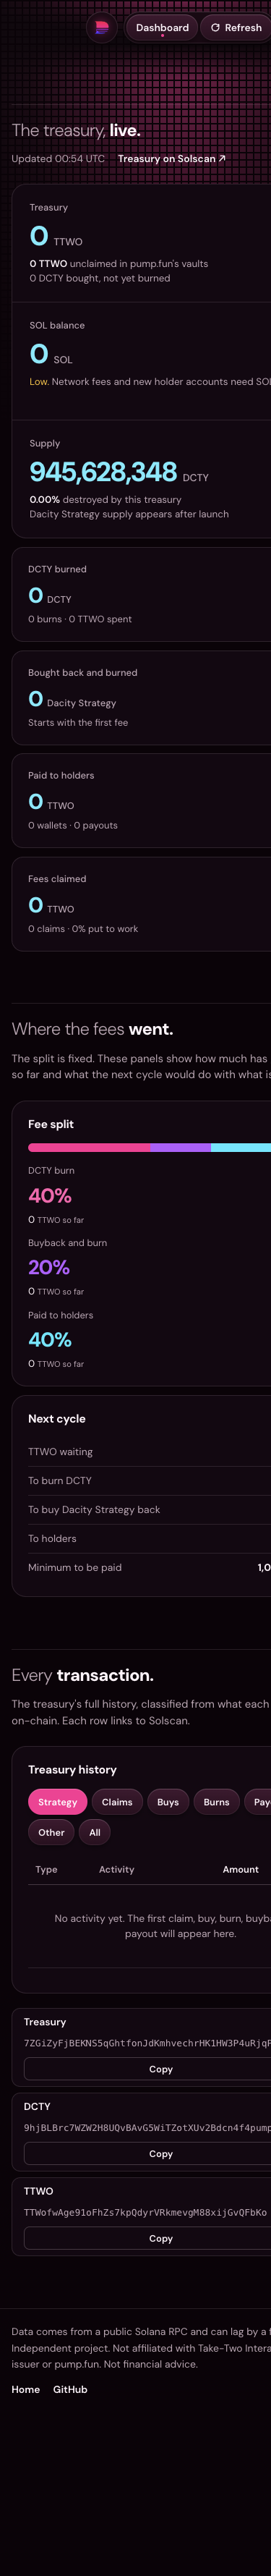 Dashboard
Refresh
The treasury, live.
Updated 00:54 UTC Treasury on Solscan ↗
Treasury
0 TTWO
0 TTWO unclaimed in pump.fun's vaults
0 DCTY bought, not yet burned
SOL balance
0 SOL
Low. Network fees and new holder accounts need SOL
Supply
945,628,348 DCTY
0.00% destroyed by this treasury
Dacity Strategy supply appears after launch
DCTY burned
0 DCTY
0 burns · 0 TTWO spent
Bought back and burned
0 Dacity Strategy
Starts with the first fee
Paid to holders
0 TTWO
0 wallets · 0 payouts
Fees claimed
0 TTWO
0 claims · 0% put to work
Where the fees went.
The split is fixed. These panels show how much has
so far and what the next cycle would do with what
Fee split
DCTY burn
40%
0 TTWO so far
Buyback and burn
20%
0 TTWO so far
Paid to holders
40%
0 TTWO so far
Next cycle
TTWO waiting
To burn DCTY
To buy Dacity Strategy back
To holders
Minimum to be paid 1,0
Every transaction.
The treasury's full history, classified from what each
on-chain. Each row links to Solscan.
Treasury history
Strategy Claims Buys Burns
Other All
Type Activity Amount
No activity yet. The first claim, buy, burn,
payout will appear here.
Treasury
7ZGiZyFjBEKNS5qGhtfonJdKmhvechrHK1HW3P4uRjq
Copy
DCTY
9hjBLBrc7WZW2H8UQvBAvG5WiTZotXUv2Bdcn4f4pump
Copy
TTWO
TTWofwAge91oFhZs7kpQdyrVRkmevgM88xijGvQFbKo
Copy
Data comes from a public Solana RPC and can lag by a
Independent project. Not affiliated with Take-Two
issuer or pump.fun. Not financial advice.
Home GitHub